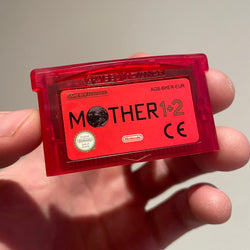 GAME BOY ADVANCE
AGB-BHER-EUR
MOTHER 1+2
Nintendo
CE